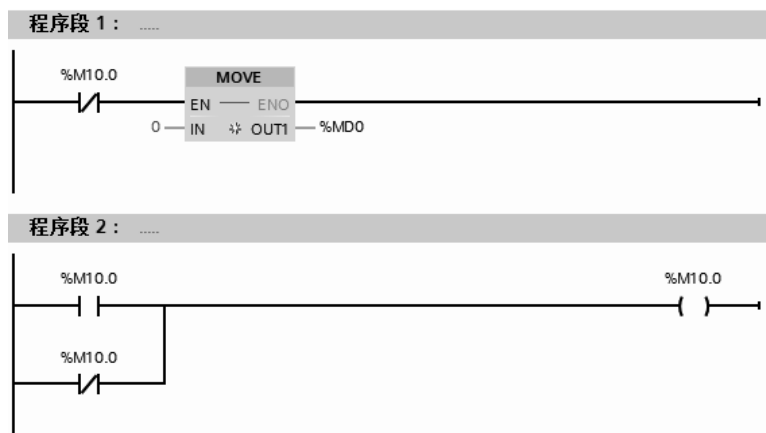 程序段 1： .....
%M10.0
MOVE
EN ENO
0 IN OUT1 %MD0
程序段 2： .....
%M10.0 %M10.0
%M10.0